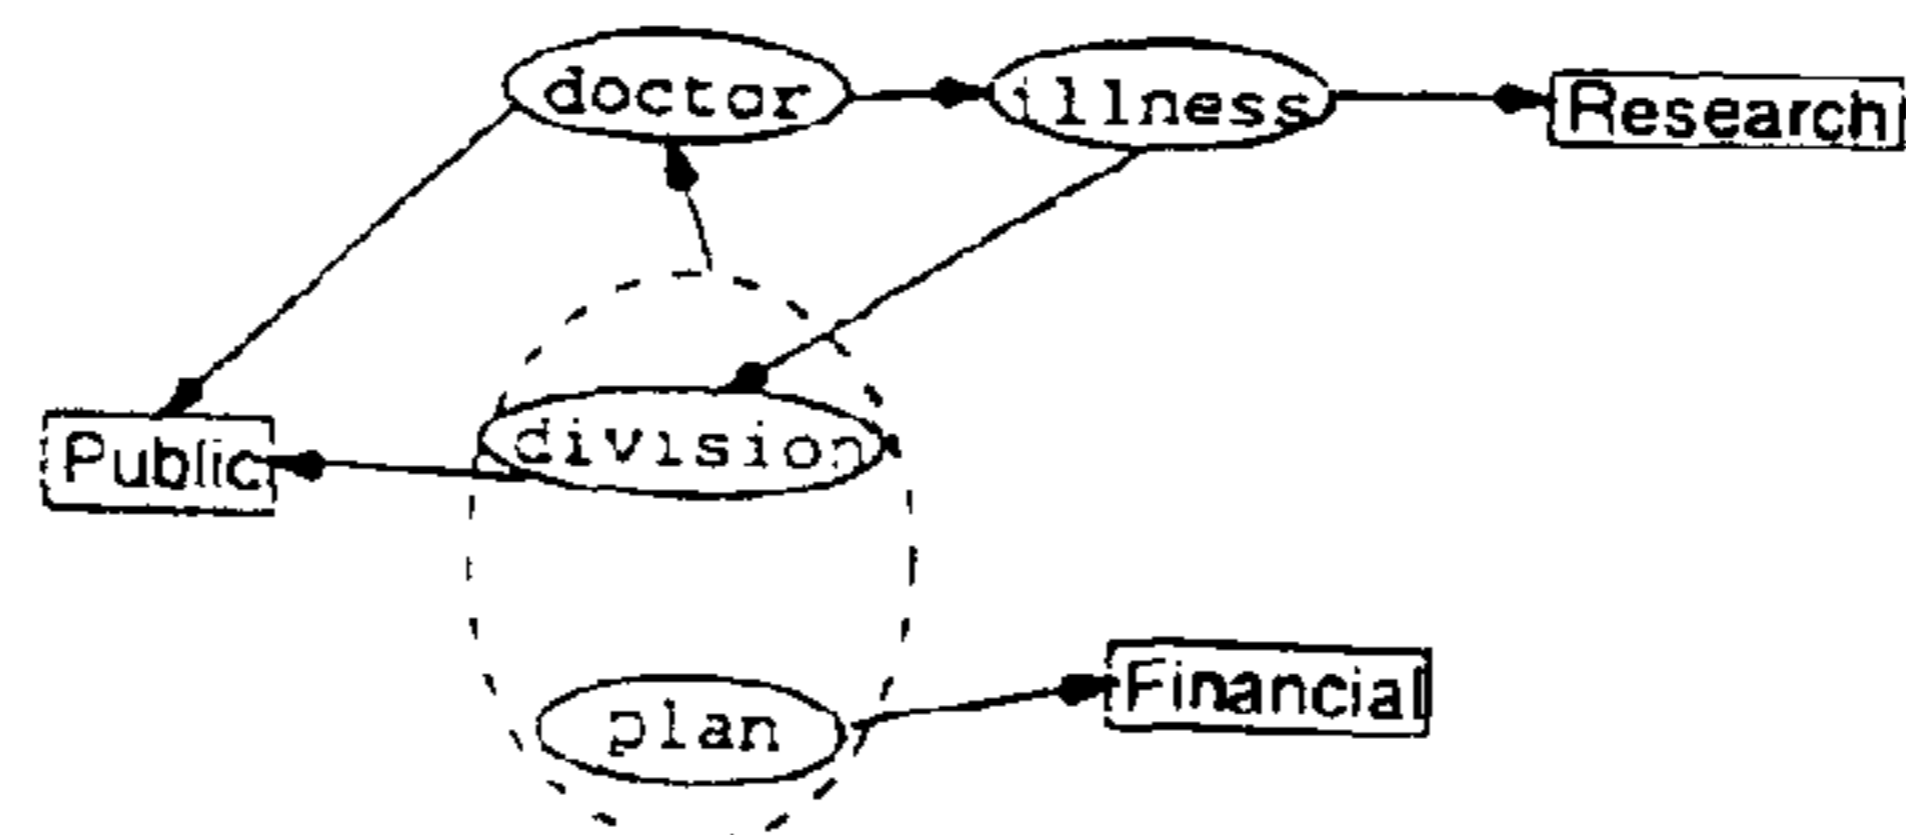 doctor
illness
Research
Public
division
plan
Financial